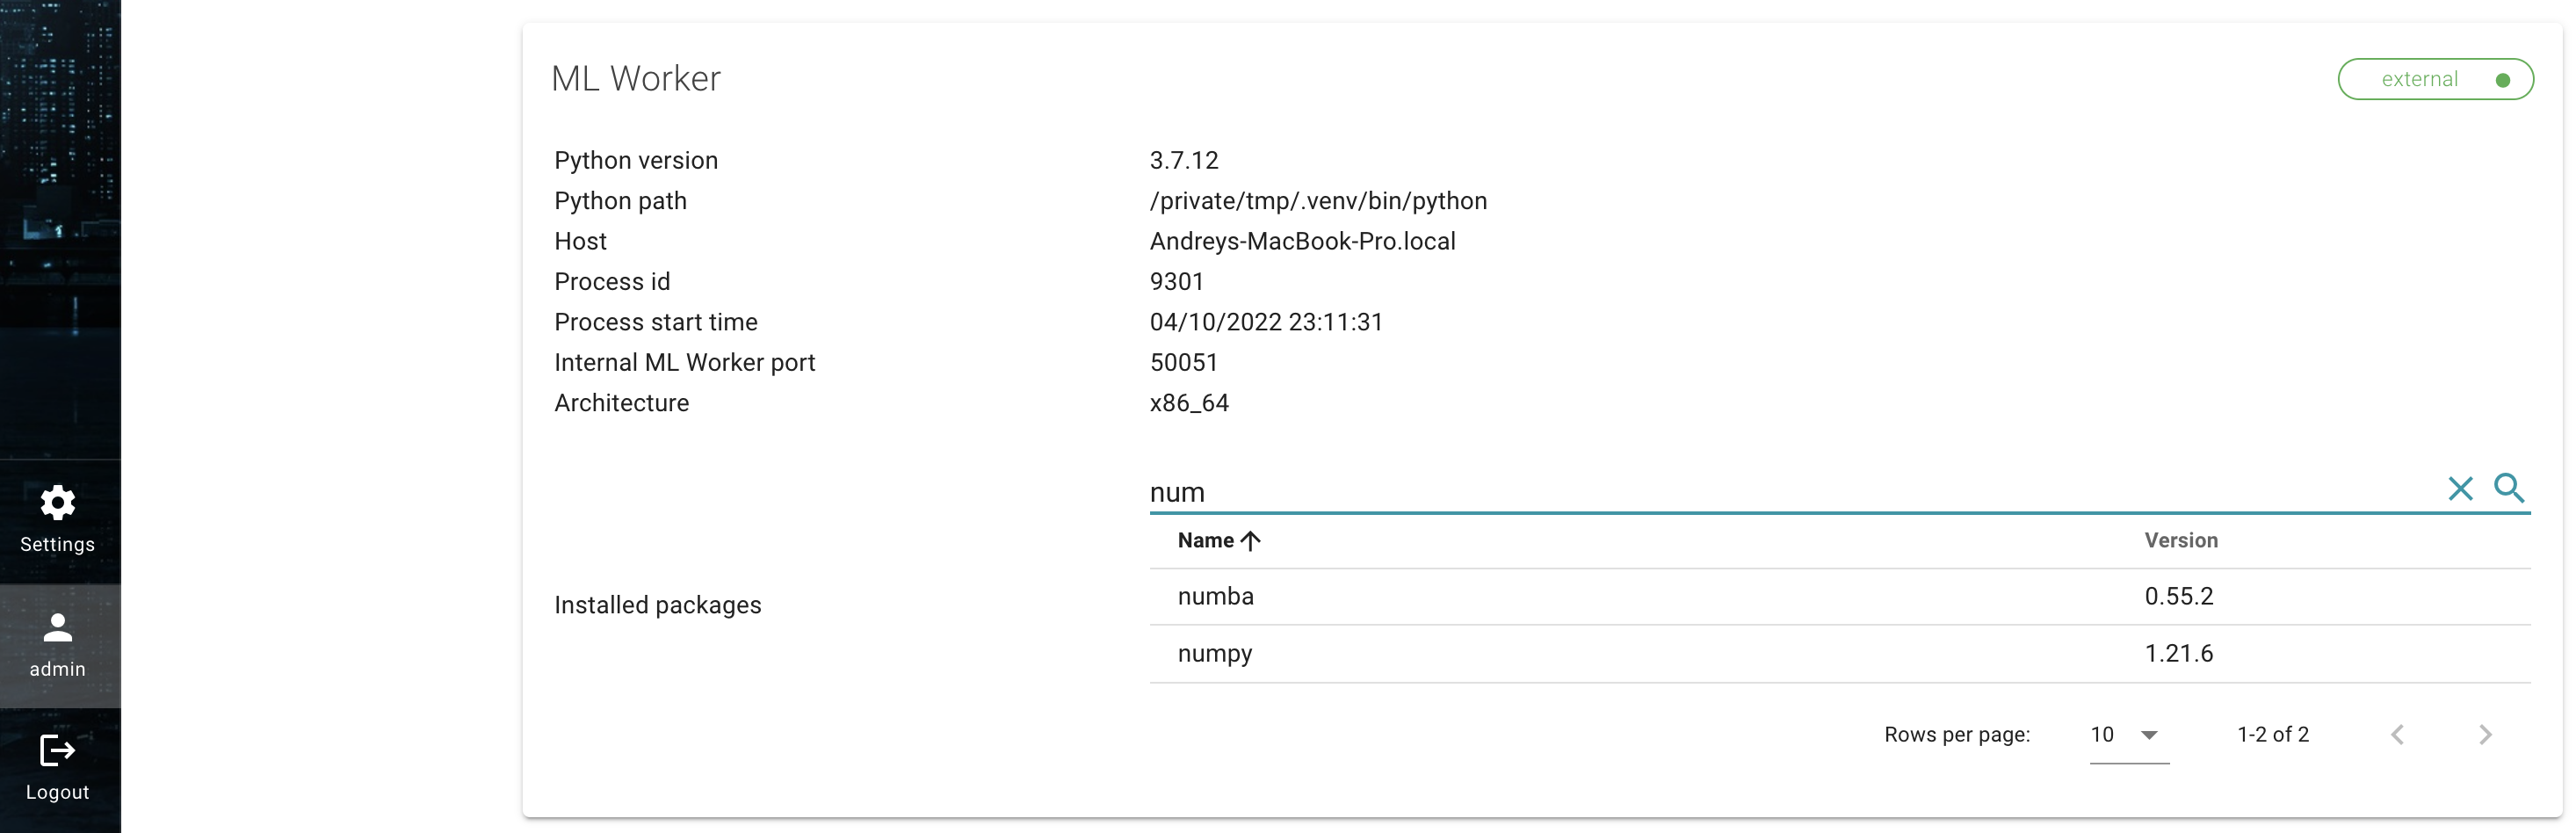 ML Worker
external
Python version 3.7.12
Python path /private/tmp/.venv/bin/python
Host Andreys-MacBook-Pro.local
Process id 9301
Process start time 04/10/2022 23:11:31
Internal ML Worker port 50051
Architecture x86_64
num
Name Version
numba 0.55.2
Installed packages
numpy 1.21.6
Rows per page: 10 1-2 of 2
Settings
admin
Logout